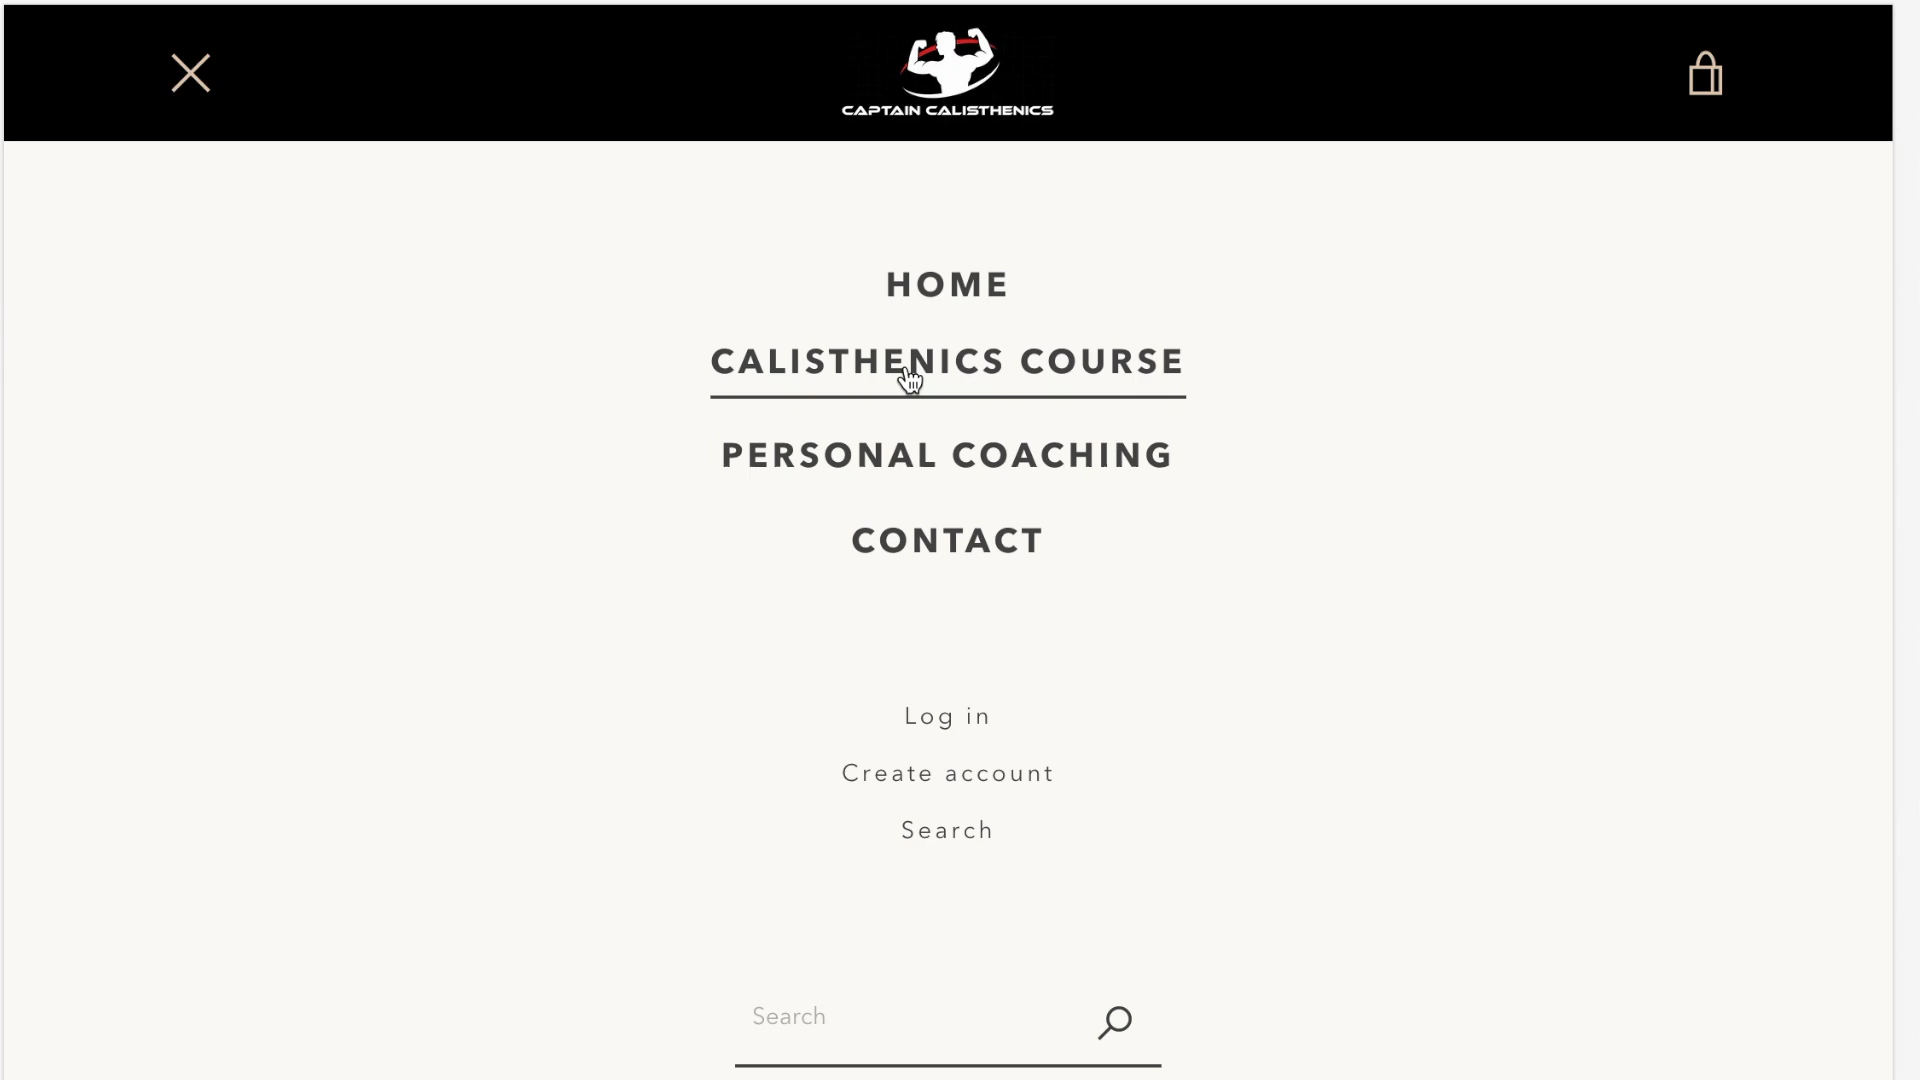 CAPTAIN CALISTHENICS
HOME
CALISTHENICS COURSE
PERSONAL COACHING
CONTACT
Log in
Create account
Search
Search